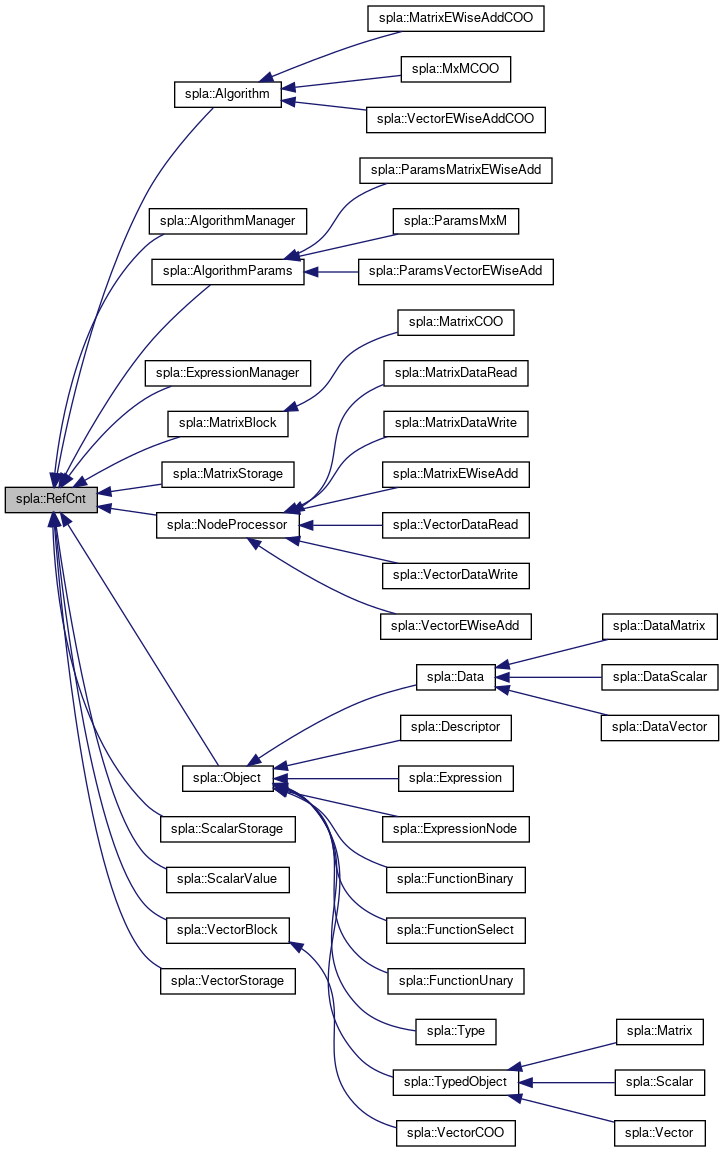 spla::MatrixEWiseAddCOO
spla::MxMCOO
spla::Algorithm
spla::VectorEWiseAddCOO
spla::ParamsMatrixEWiseAdd
spla::AlgorithmManager
spla::ParamsMxM
spla::AlgorithmParams
spla::ParamsVectorEWiseAdd
spla::MatrixCOO
spla::ExpressionManager
spla::MatrixDataRead
spla::MatrixBlock
spla::MatrixDataWrite
spla::MatrixStorage
spla::MatrixEWiseAdd
spla::RefCnt
spla::NodeProcessor
spla::VectorDataRead
spla::VectorDataWrite
spla::VectorEWiseAdd
spla::DataMatrix
spla::Data
spla::DataScalar
spla::Descriptor
spla::DataVector
spla::Object
spla::Expression
spla::ScalarStorage
spla::ExpressionNode
spla::ScalarValue
spla::FunctionBinary
spla::VectorBlock
spla::FunctionSelect
spla::VectorStorage
spla::FunctionUnary
spla::Type
spla::Matrix
spla::TypedObject
spla::Scalar
spla::VectorCOO
spla::Vector